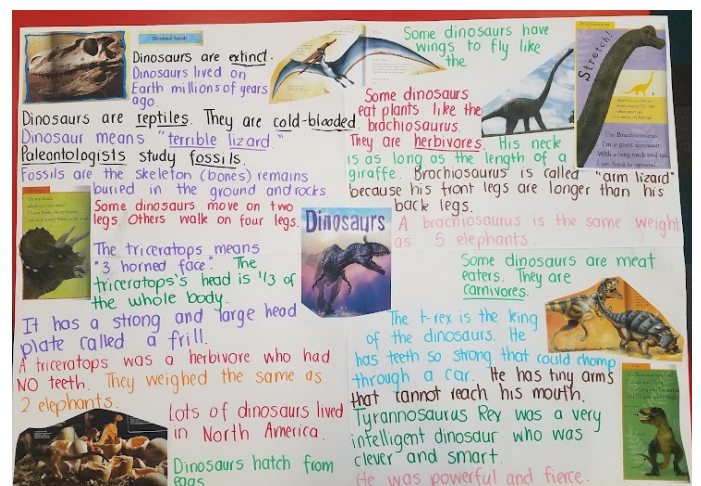 Dinosaurs are extinct.
Dinosaurs lived on
Earth millions of years
ago.
Dinosaurs are reptiles. They are cold-blooded.
Dinosaur means "terrible lizard."
Paleontologists study fossils.
Fossils are the skeleton (bones) remains
buried in the ground and rocks.
Some dinosaurs move on two
legs. Others walk on four legs.
The triceratops means
"3 horned face". The
triceratops's head is 1/3 of
the whole body.
It has a strong and large head
plate called a frill.
A triceratops was a herbivore who had
NO teeth. They weighed the same as
2 elephants.
Lots of dinosaurs lived
in North America.
Dinosaurs hatch from
eggs
Dinosaurs
Some dinosaurs have
wings to fly like
the
Some dinosaurs
eat plants like the
brachiosaurus.
They are herbivores. His neck
is as long as the length of a
giraffe. Brachiosaurus is called "arm lizard"
because his front legs are longer than his
back legs.
A brachiosaurus is the same weight
as 5 elephants.
Stretch!
I'm Brachiosaurus.
I'm a giant dinosaur.
With a long neck and tail
Some dinosaurs are meat
eaters. They are
carnivores.
The t-rex is the king
of the dinosaurs. He
has teeth so strong that could chomp
through a car. He has tiny arms
that cannot reach his mouth.
Tyrannosaurus Rex was a very
intelligent dinosaur who was
clever and smart.
He was powerful and fierce.